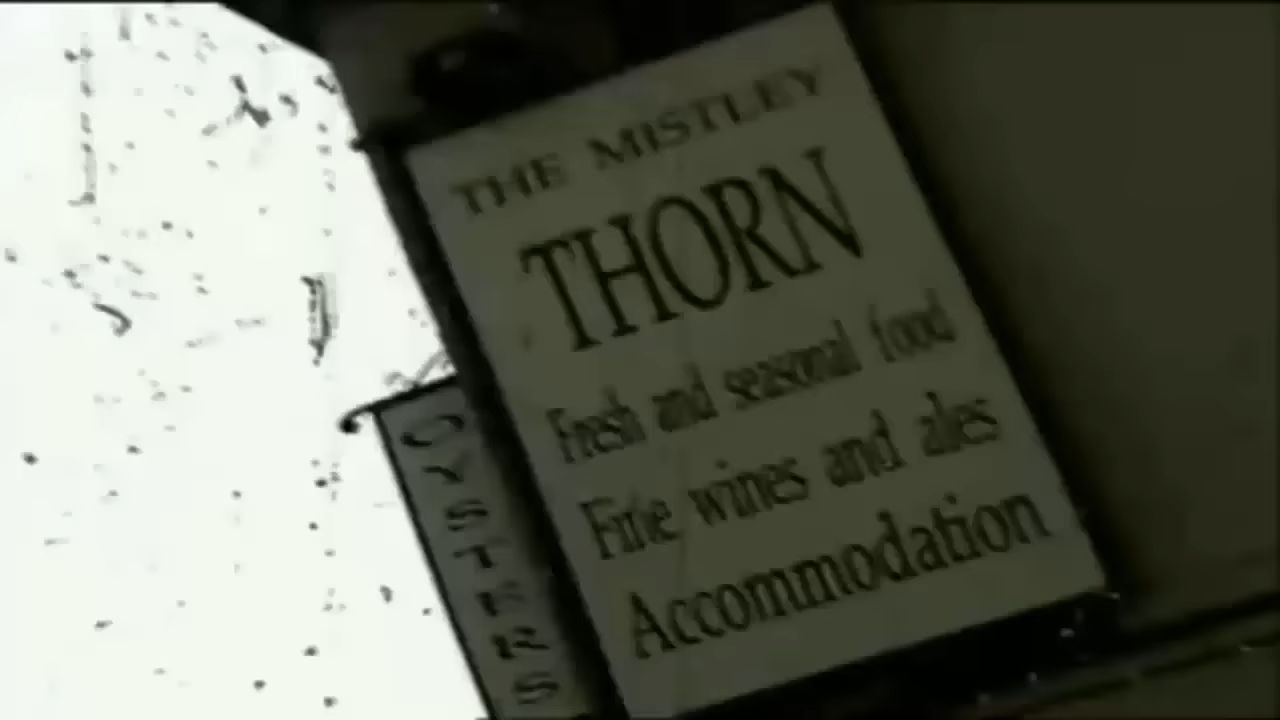 THE MISTLEY
THORN
Fresh and seasonal food
Fine wines and ales
Accommodation
OYSTERS